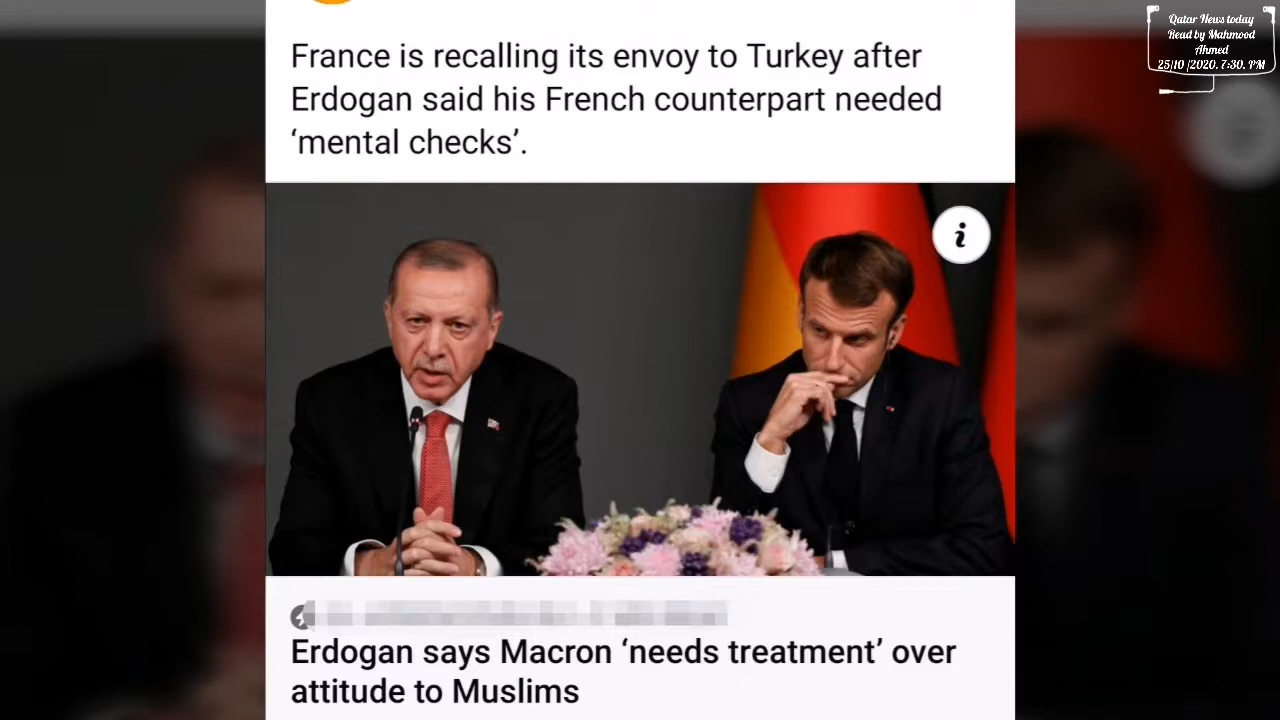 France is recalling its envoy to Turkey after
Erdogan said his French counterpart needed
‘mental checks’.
Qatar News today
Read by Mahmood
Ahmed
25/10 /2020. 7:30. PM
i
Erdogan says Macron ‘needs treatment’ over
attitude to Muslims